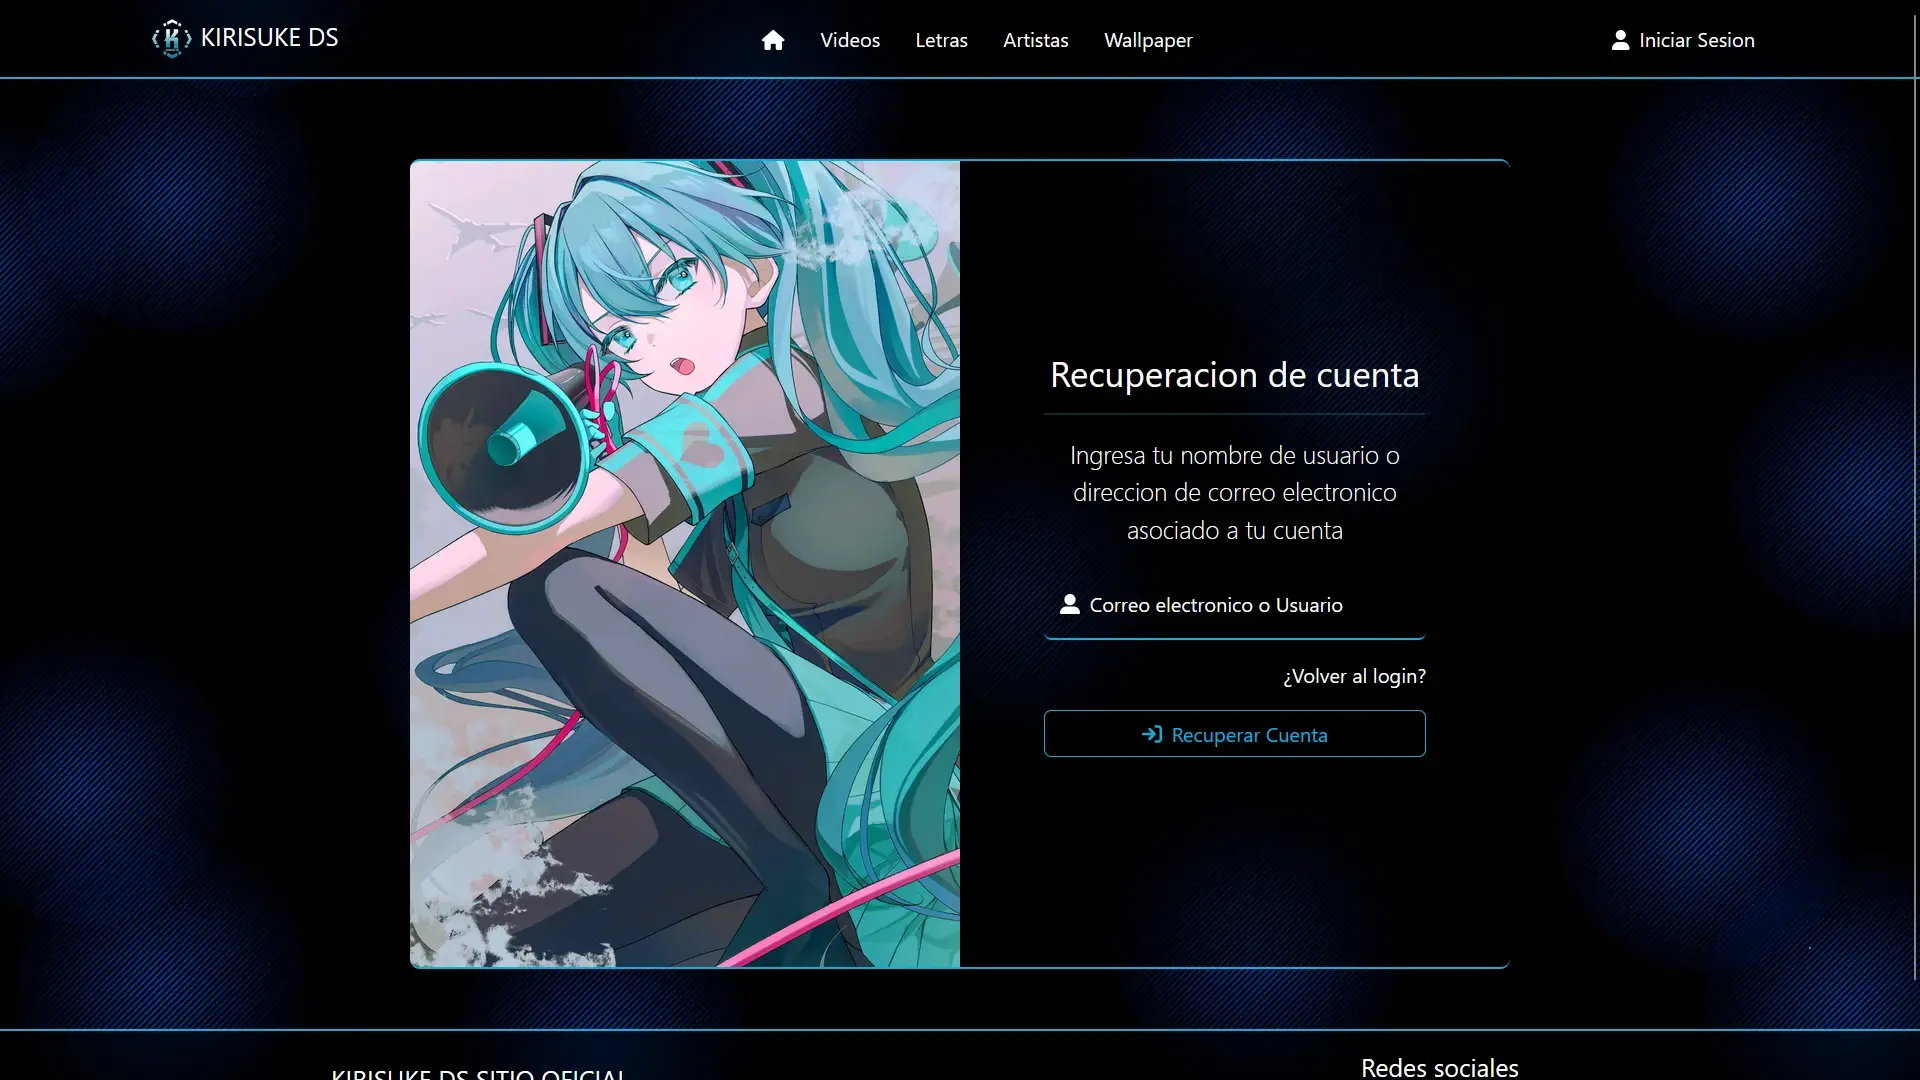 KIRISUKE DS
Videos
Letras
Artistas
Wallpaper
Iniciar Sesion
Recuperacion de cuenta
Ingresa tu nombre de usuario o
direccion de correo electronico
asociado a tu cuenta
Correo electronico o Usuario
¿Volver al login?
Recuperar Cuenta
KIRISUKE DS SITIO OFICIAL
Redes sociales